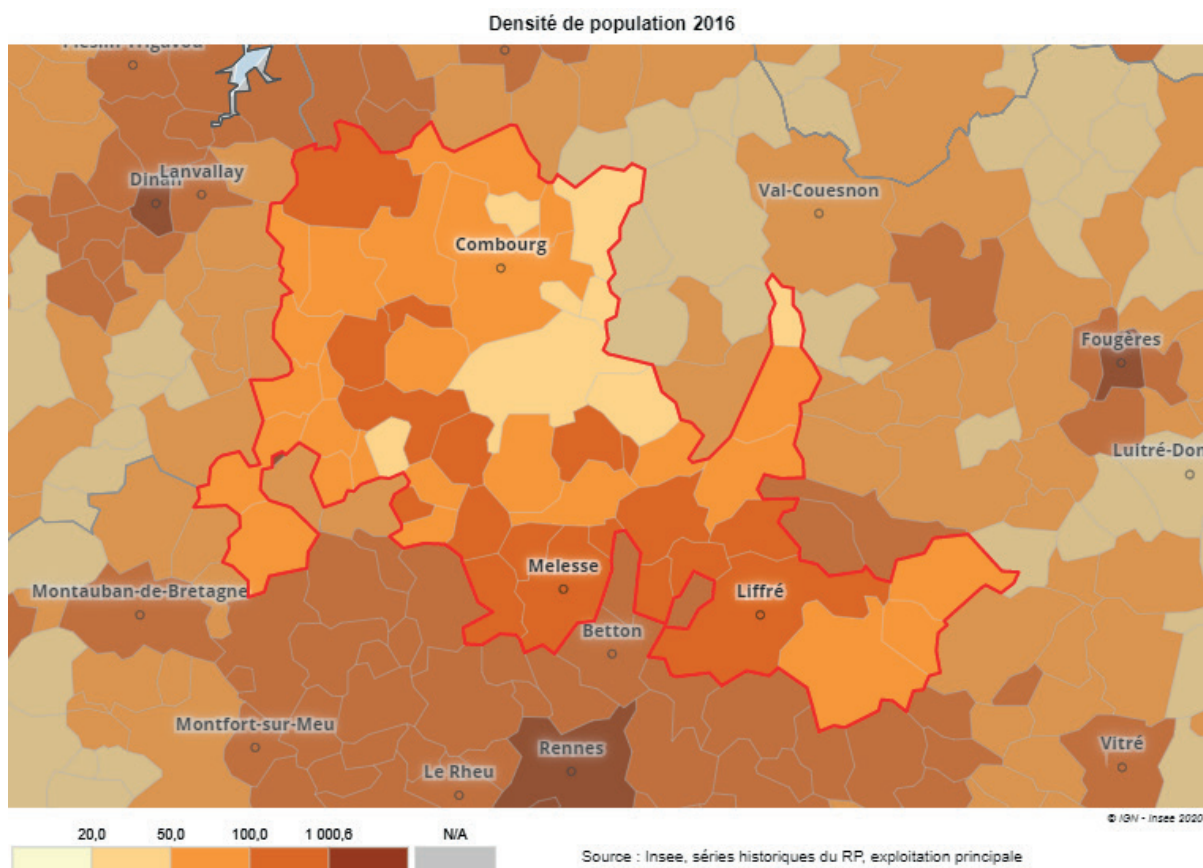 Densité de population 2016
Dinan
Lanvallay
Val-Couesnon
Combourg
Fougères
Luitré-Dom
Melesse
Liffré
Montauban-de-Bretagne
Betton
Montfort-sur-Meu
Rennes
Vitré
Le Rheu
© IGN - Insee 2020
20,0 50,0 100,0 1 000,6 N/A
Source : Insee, séries historiques du RP, exploitation principale